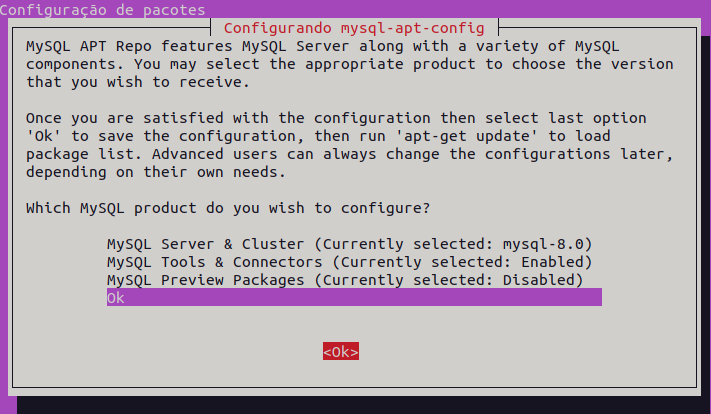 Configuração de pacotes
Configurando mysql-apt-config
MySQL APT Repo features MySQL Server along with a variety of MySQL
components. You may select the appropriate product to choose the version
that you wish to receive.
Once you are satisfied with the configuration then select last option
'Ok' to save the configuration, then run 'apt-get update' to load
package list. Advanced users can always change the configurations later,
depending on their own needs.
Which MySQL product do you wish to configure?
MySQL Server & Cluster (Currently selected: mysql-8.0)
MySQL Tools & Connectors (Currently selected: Enabled)
MySQL Preview Packages (Currently selected: Disabled)
Ok
<Ok>